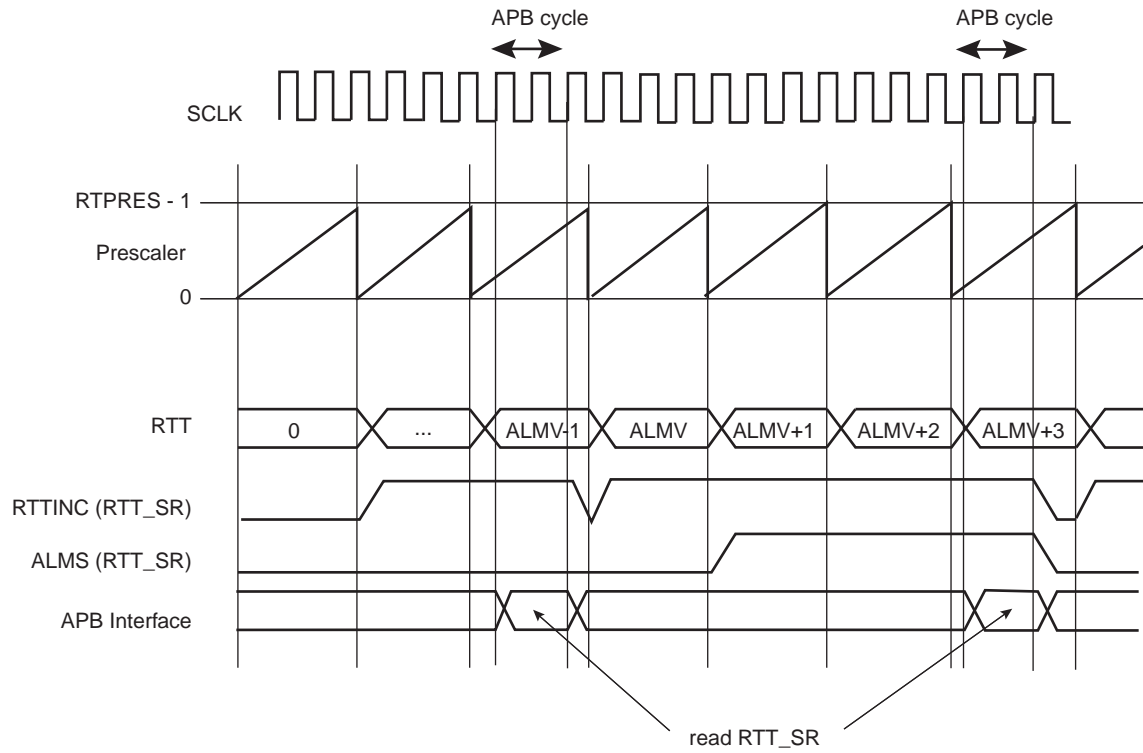 APB cycle APB cycle
SCLK
RTPRES - 1
Prescaler
0
RTT 0 ... ALMV-1 ALMV ALMV+1 ALMV+2 ALMV+3
RTTINC (RTT_SR)
ALMS (RTT_SR)
APB Interface
read RTT_SR